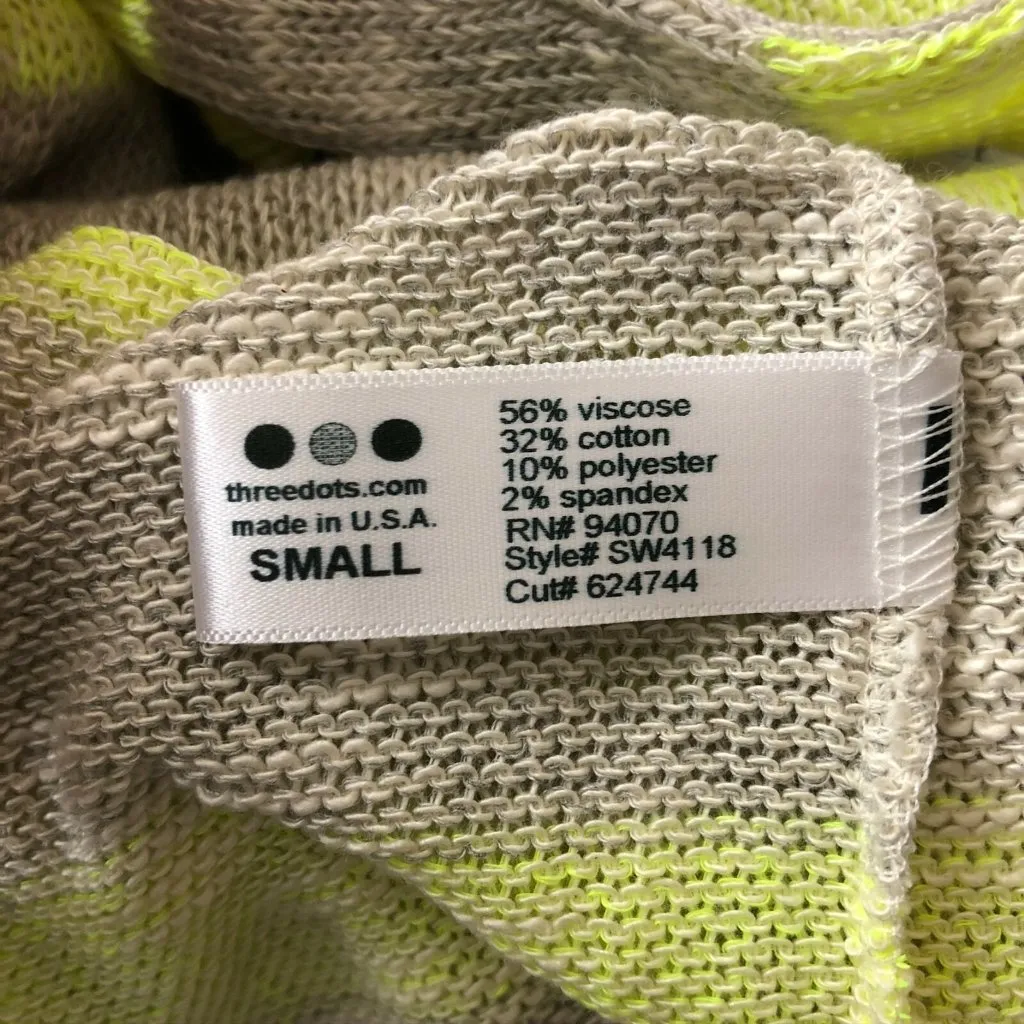 threedots.com
made in U.S.A.
SMALL
56% viscose
32% cotton
10% polyester
2% spandex
RN# 94070
Style# SW4118
Cut# 624744